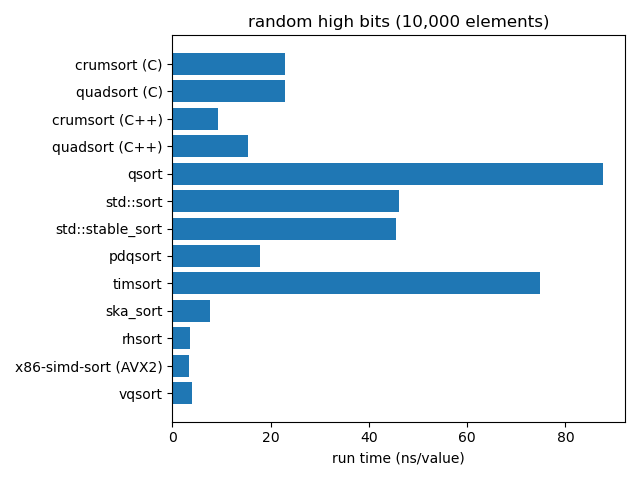 random high bits (10,000 elements)
crumsort (C)
quadsort (C)
crumsort (C++)
quadsort (C++)
qsort
std::sort
std::stable_sort
pdqsort
timsort
ska_sort
rhsort
x86-simd-sort (AVX2)
vqsort
0 20 40 60 80
run time (ns/value)